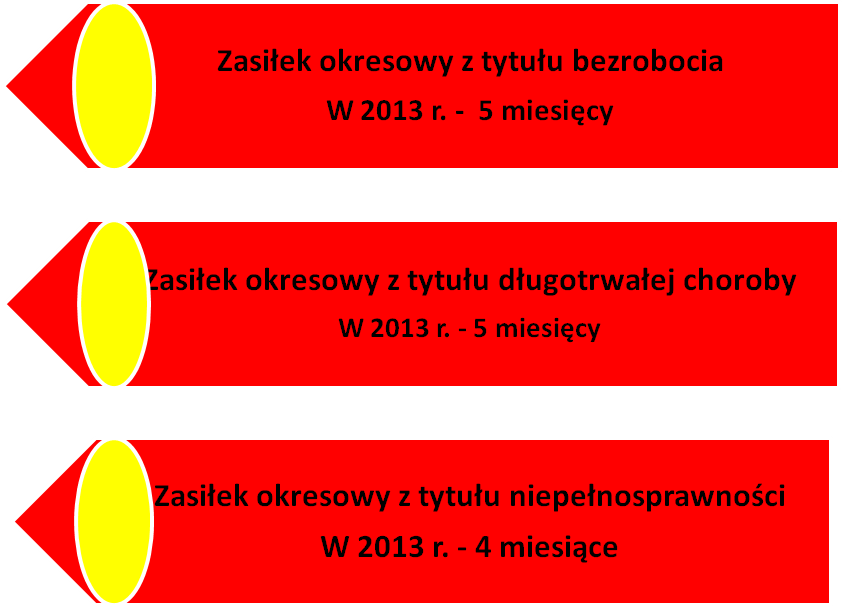 Zasiłek okresowy z tytułu bezrobocia
W 2013 r. - 5 miesięcy
Zasiłek okresowy z tytułu długotrwałej choroby
W 2013 r. - 5 miesięcy
Zasiłek okresowy z tytułu niepełnosprawności
W 2013 r. - 4 miesiące